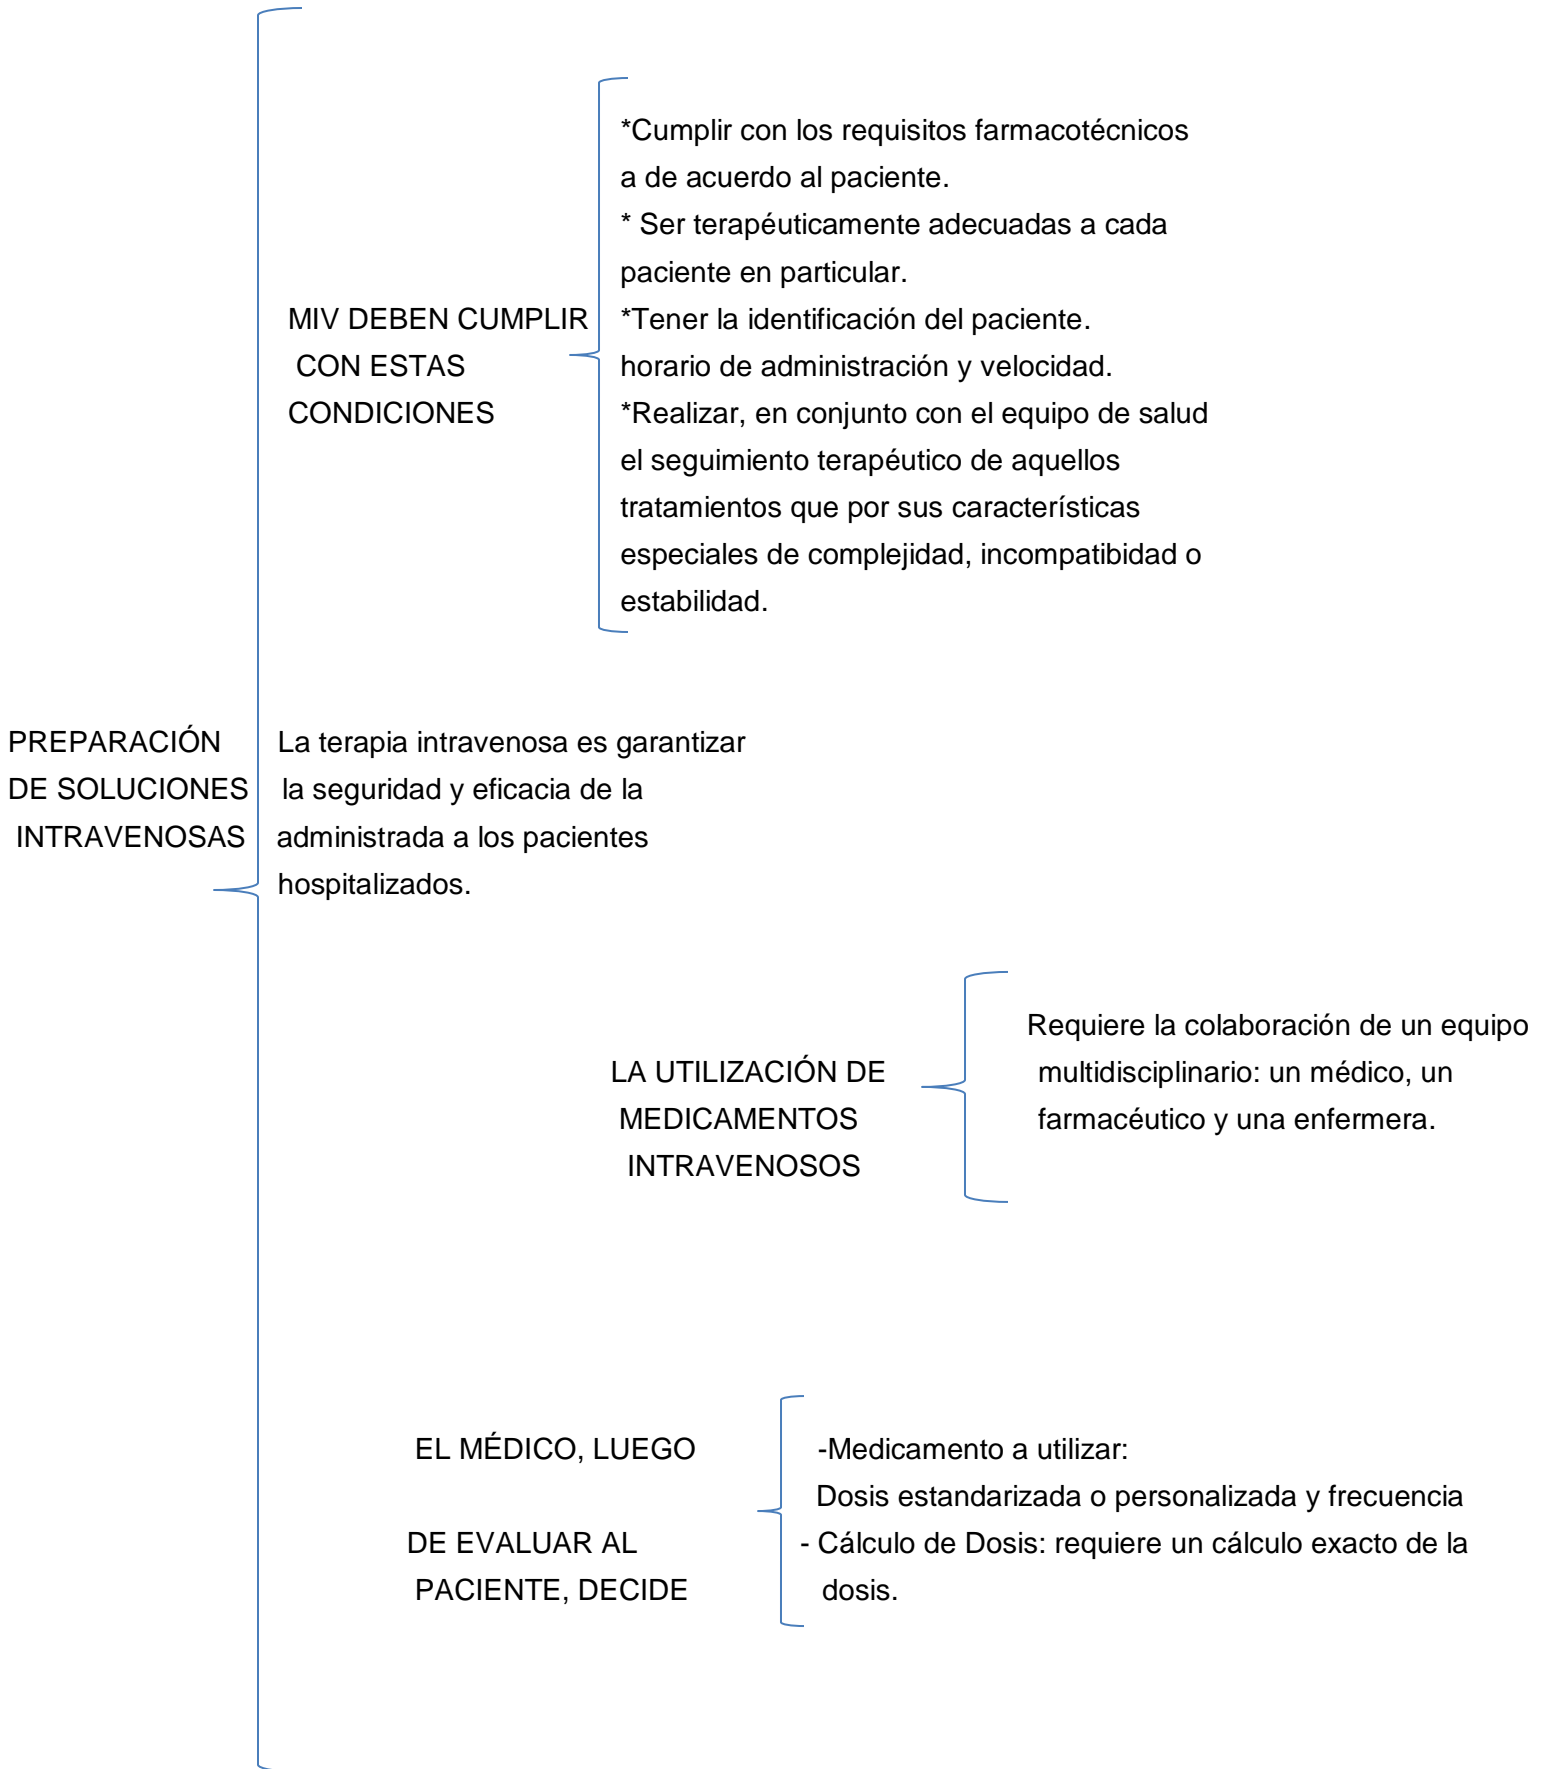 *Cumplir con los requisitos farmacotécnicos
a de acuerdo al paciente.
* Ser terapéuticamente adecuadas a cada
paciente en particular.
MIV DEBEN CUMPLIR
CON ESTAS
CONDICIONES
*Tener la identificación del paciente.
horario de administración y velocidad.
*Realizar, en conjunto con el equipo de salud
el seguimiento terapéutico de aquellos
tratamientos que por sus características
especiales de complejidad, incompatibidad o
estabilidad.
PREPARACIÓN
DE SOLUCIONES
INTRAVENOSAS
La terapia intravenosa es garantizar
la seguridad y eficacia de la
administrada a los pacientes
hospitalizados.
LA UTILIZACIÓN DE
MEDICAMENTOS
INTRAVENOSOS
Requiere la colaboración de un equipo
multidisciplinario: un médico, un
farmacéutico y una enfermera.
EL MÉDICO, LUEGO
DE EVALUAR AL
PACIENTE, DECIDE
-Medicamento a utilizar:
Dosis estandarizada o personalizada y frecuencia
- Cálculo de Dosis: requiere un cálculo exacto de la
dosis.